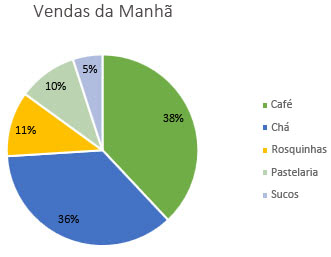 Vendas da Manhã
5%
10%
11%
38%
36%
Café
Chá
Rosquinhas
Pastelaria
Sucos